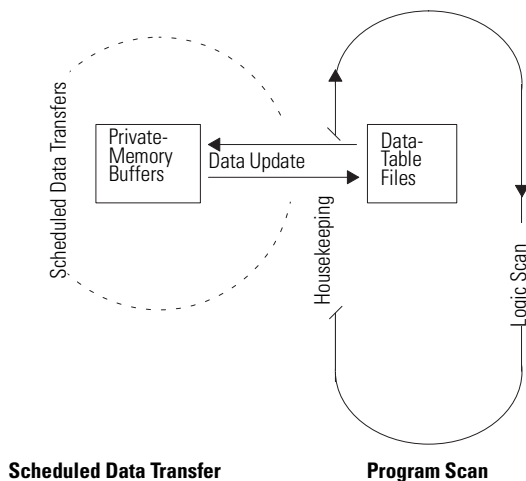 Scheduled Data Transfers
Private-
Memory
Buffers
Data Update
Data-
Table
Files
Housekeeping
Logic Scan
Scheduled Data Transfer
Program Scan